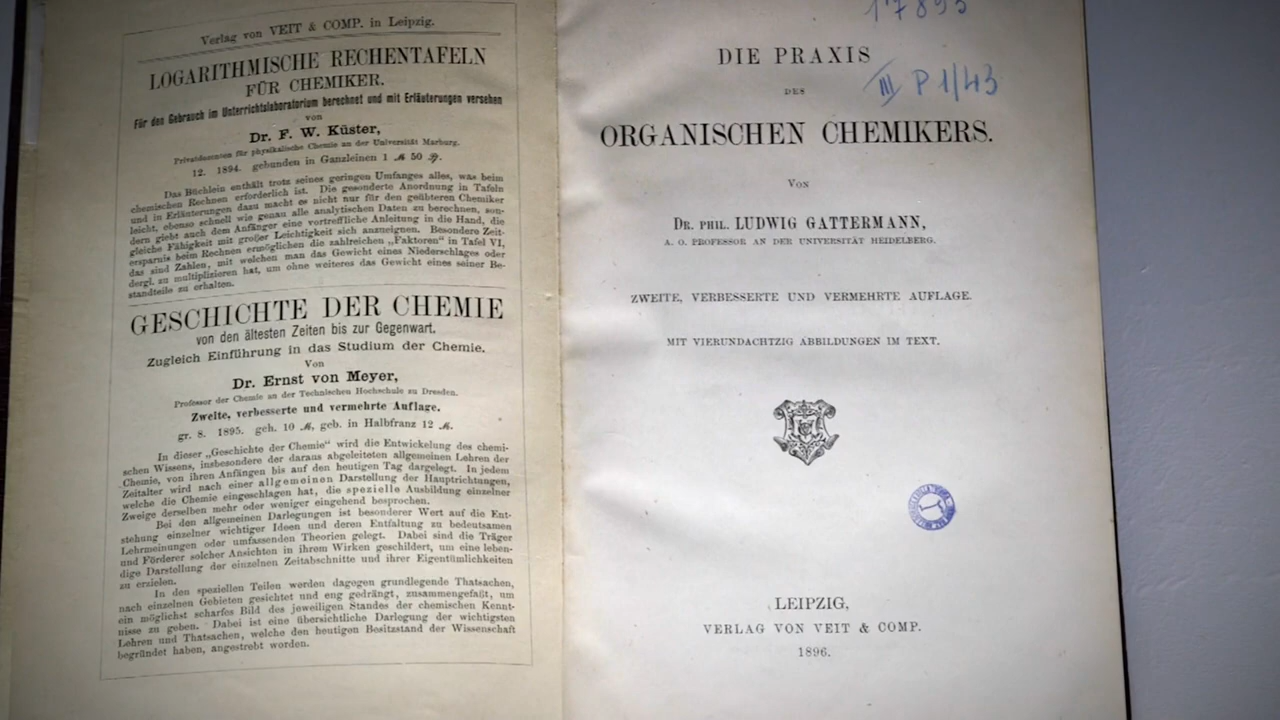 Verlag von VEIT & COMP. in Leipzig.
LOGARITHMISCHE RECHENTAFELN
FÜR CHEMIKER.
Für den Gebrauch im Unterrichtslaboratorium berechnet und mit Erläuterungen versehen
von
Dr. F. W. Küster,
Privatdozenten für physikalische Chemie an der Universität Marburg.
12. 1894. gebunden in Ganzleinen 1 ℳ 50 ₰.
Das Büchlein enthält trotz seines geringen Umfanges alles, was beim
chemischen Rechnen erforderlich ist. Die gesonderte Anordnung in Tafeln
und in Erläuterungen dazu macht es nicht nur für den geübteren Chemiker
leicht, ebenso schnell wie genau alle analytischen Daten zu berechnen, son-
dern giebt auch dem Anfänger eine vortreffliche Anleitung in die Hand, die
gleiche Fähigkeit mit großer Leichtigkeit sich anzueignen. Besondere Zeit-
ersparnis beim Rechnen ermöglichen die zahlreichen „Faktoren“ in Tafel VI,
das sind Zahlen, mit welchen man das Gewicht eines Niederschlages oder
dergl. zu multiplizieren hat, um ohne weiteres das Gewicht eines seiner Be-
standteile zu erhalten.
GESCHICHTE DER CHEMIE
von den ältesten Zeiten bis zur Gegenwart.
Zugleich Einführung in das Studium der Chemie.
Von
Dr. Ernst von Meyer,
Professor der Chemie an der Technischen Hochschule zu Dresden.
Zweite, verbesserte und vermehrte Auflage.
gr. 8. 1895. geh. 10 ℳ, geb. in Halbfranz 12 ℳ.
In dieser „Geschichte der Chemie“ wird die Entwickelung des chemi-
schen Wissens, insbesondere der daraus abgeleiteten allgemeinen Lehren der
Chemie, von ihren Anfängen bis auf den heutigen Tag dargelegt. In jedem
Zeitalter wird nach einer allgemeinen Darstellung der Hauptrichtungen,
welche die Chemie eingeschlagen hat, die spezielle Ausbildung einzelner
Zweige derselben mehr oder weniger eingehend besprochen.
Bei den allgemeinen Darlegungen ist besonderer Wert auf die Ent-
stehung einzelner wichtiger Ideen und deren Entfaltung zu bedeutsamen
Lehrmeinungen oder umfassenden Theorien gelegt. Dabei sind die Träger
und Förderer solcher Ansichten in ihrem Wirken geschildert, um eine leben-
dige Darstellung der einzelnen Zeitabschnitte und ihrer Eigentümlichkeiten
zu erzielen.
In den speziellen Teilen werden dagegen grundlegende Thatsachen,
nach einzelnen Gebieten gesichtet und eng gedrängt, zusammengefaßt, um
ein möglichst scharfes Bild des jeweiligen Standes der chemischen Kennt-
nisse zu geben. Dabei ist eine übersichtliche Darlegung der wichtigsten
Lehren und Thatsachen, welche den heutigen Besitzstand der Wissenschaft
begründet haben, angestrebt worden.
17893
DIE PRAXIS
III P 1/43
DES
ORGANISCHEN CHEMIKERS.
VON
DR. PHIL. LUDWIG GATTERMANN,
A. O. PROFESSOR AN DER UNIVERSITÄT HEIDELBERG.
ZWEITE, VERBESSERTE UND VERMEHRTE AUFLAGE.
MIT VIERUNDACHTZIG ABBILDUNGEN IM TEXT.
LEIPZIG,
VERLAG VON VEIT & COMP.
1896.